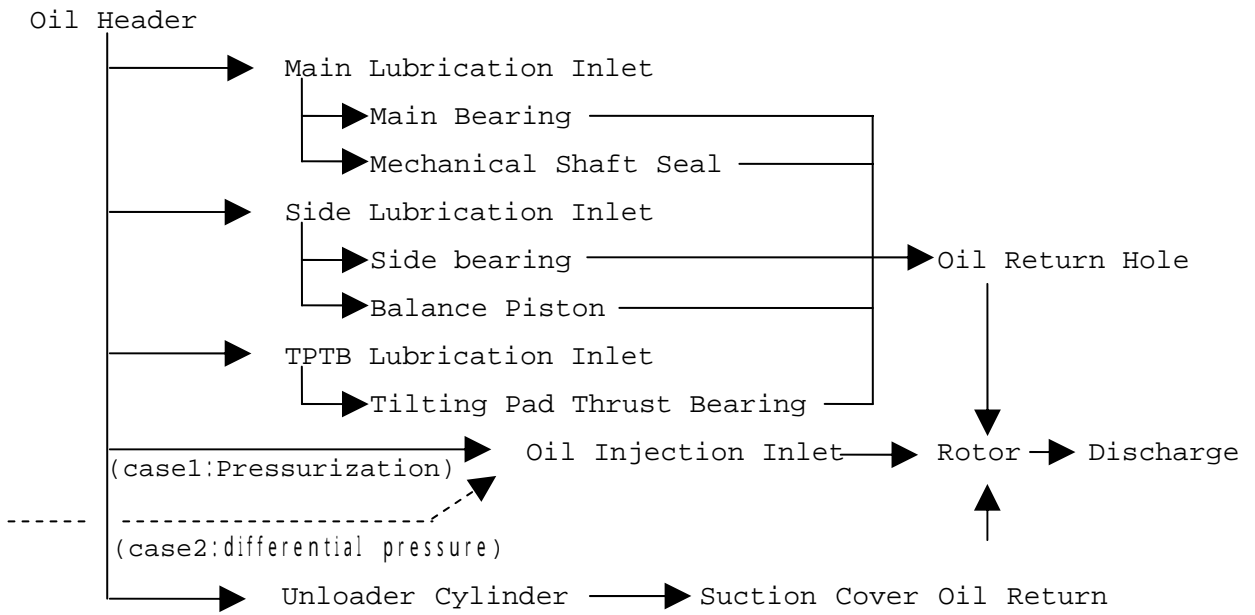 Oil Header
Main Lubrication Inlet
Main Bearing
Mechanical Shaft Seal
Side Lubrication Inlet
Side bearing
Oil Return Hole
Balance Piston
TPTB Lubrication Inlet
Tilting Pad Thrust Bearing
Oil Injection Inlet
Rotor
Discharge
(case1:Pressurization)
(case2:differential pressure)
Unloader Cylinder
Suction Cover Oil Return